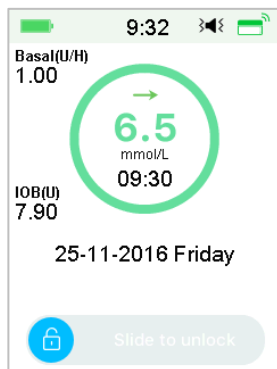 9:32
Basal(U/H)
1.00
6.5
mmol/L
09:30
IOB(U)
7.90
25-11-2016 Friday
Slide to unlock